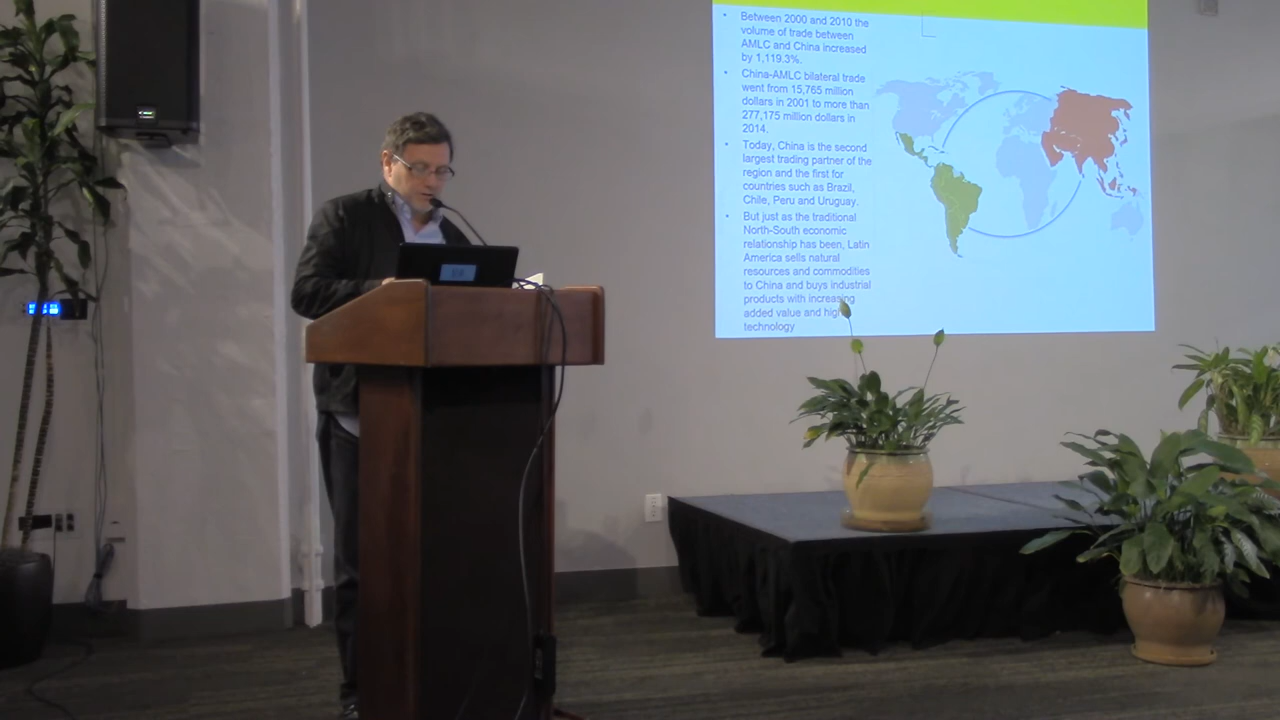 • Between 2000 and 2010 the
volume of trade between
AMLC and China increased
by 1,119.3%.
• China-AMLC bilateral trade
went from 15,765 million
dollars in 2001 to more than
277,175 million dollars in
2014.
• Today, China is the second
largest trading partner of the
region and the first for
countries such as Brazil,
Chile, Peru and Uruguay.
• But just as the traditional
North-South economic
relationship has been, Latin
America sells natural
resources and commodities
to China and buys industrial
products with increasing
added value and high
technology